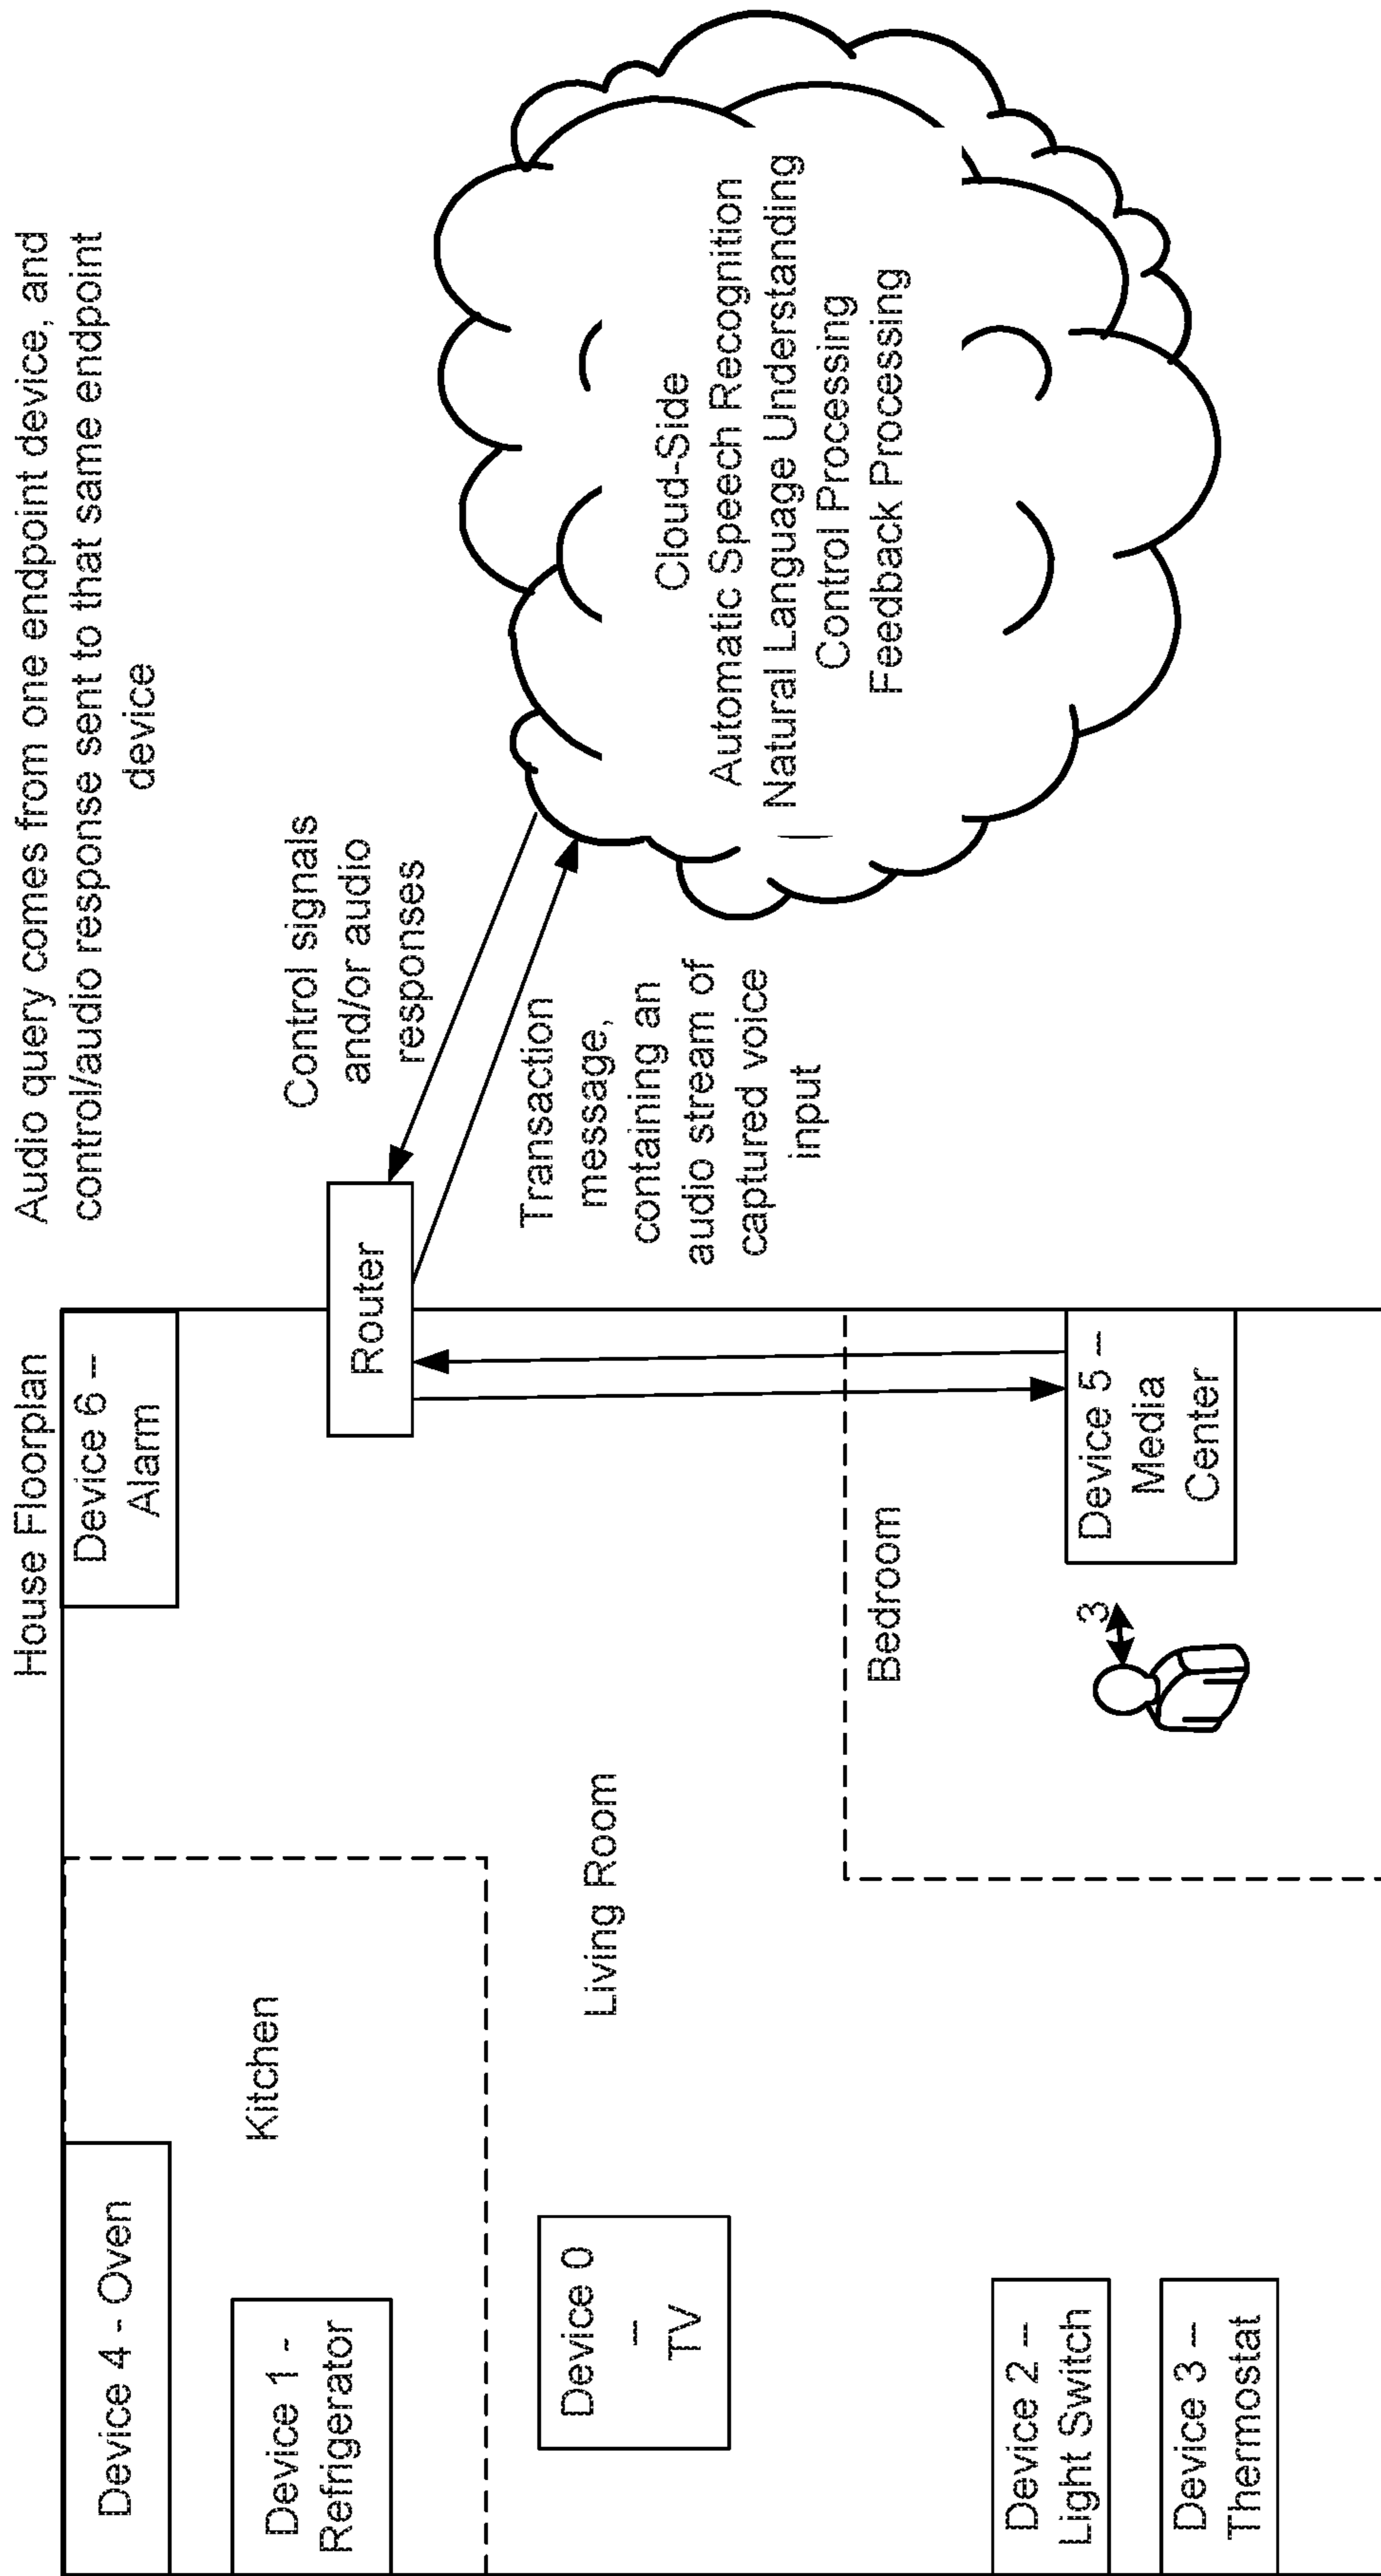 Audio query comes from one endpoint device, and
control/audio response sent to that same endpoint
device
House Floorplan
Device 4 - Oven
Device 1 -
Refrigerator
Kitchen
Device 6 --
Alarm
Router
Control signals
and/or audio
responses
Transaction
message,
containing an
audio stream of
captured voice
input
Cloud-Side
Automatic Speech Recognition
Natural Language Understanding
Control Processing
Feedback Processing
Device 0
--
TV
Living Room
Bedroom
Device 2 --
Light Switch
Device 3 --
Thermostat
3
Device 5 --
Media
Center